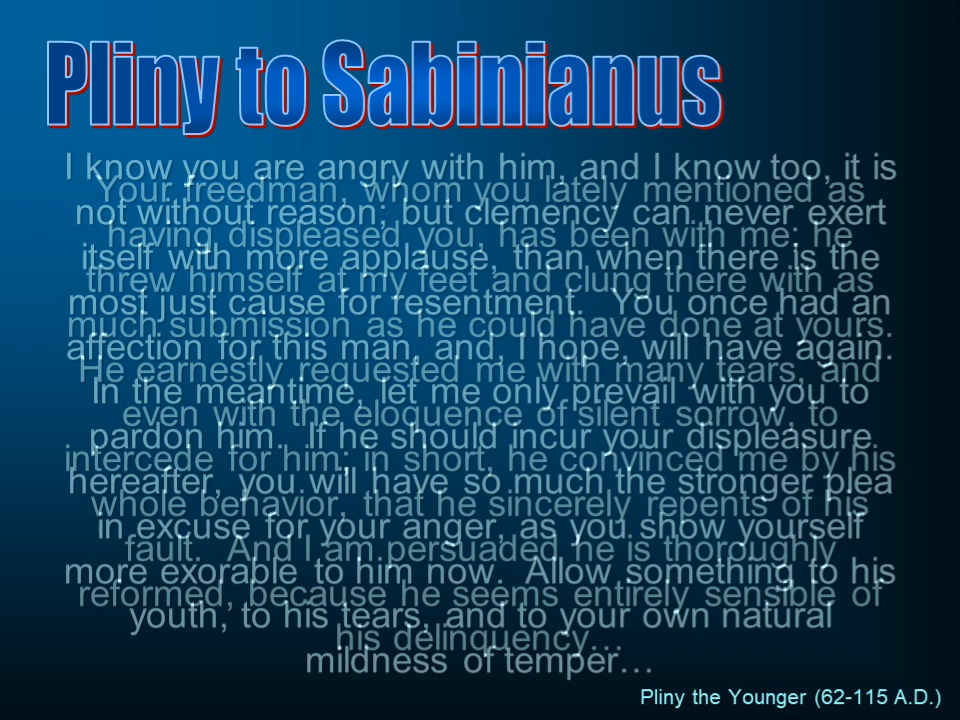 Pliny to Sabinianus
Your freedman, whom you lately mentioned as
having displeased you, has been with me; he
threw himself at my feet and clung there with as
much submission as he could have done at yours.
He earnestly requested me with many tears, and
even with the eloquence of silent sorrow, to
intercede for him; in short, he convinced me by his
whole behavior, that he sincerely repents of his
fault. And I am persuaded he is thoroughly
reformed, because he seems entirely sensible of
his delinquency…
I know you are angry with him, and I know too, it is
not without reason; but clemency can never exert
itself with more applause, than when there is the
most just cause for resentment. You once had an
affection for this man, and, I hope, will have again.
In the meantime, let me only prevail with you to
pardon him. If he should incur your displeasure
hereafter, you will have so much the stronger plea
in excuse for your anger, as you show yourself
more exorable to him now. Allow something to his
youth, to his tears, and to your own natural
mildness of temper…
Pliny the Younger (62-115 A.D.)